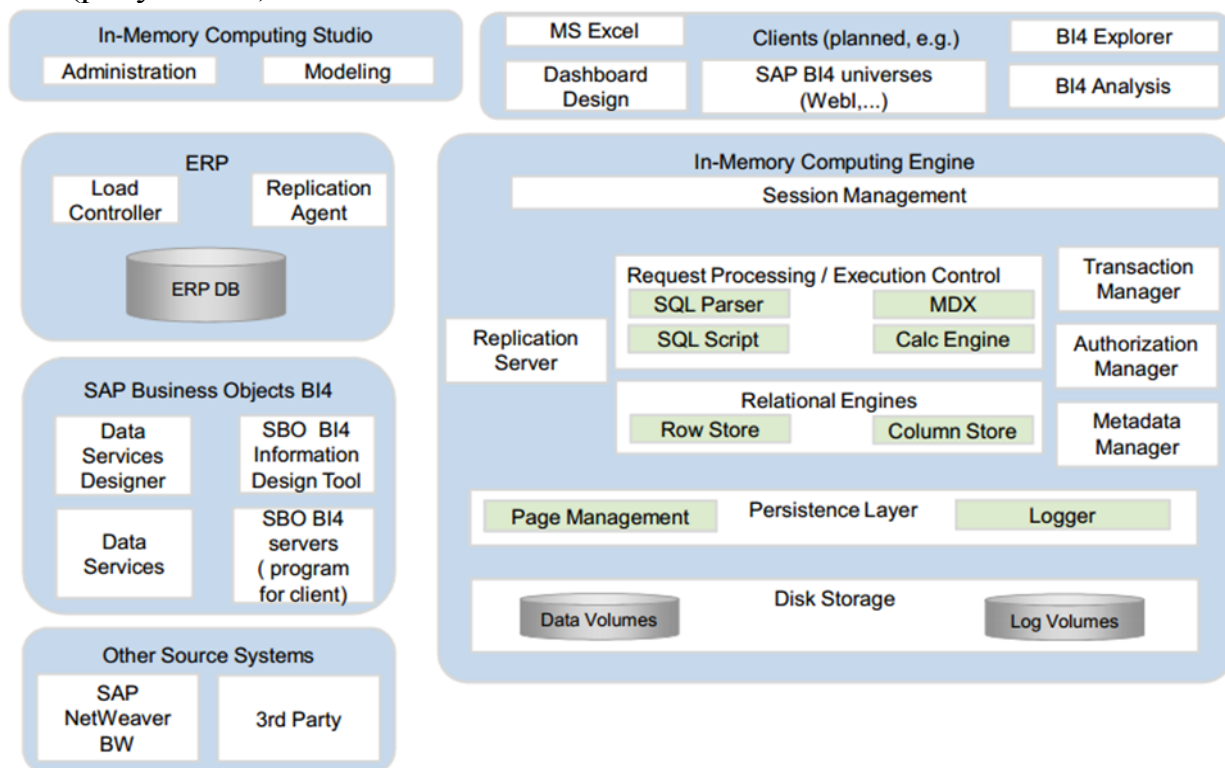 In-Memory Computing Studio
Administration
Modeling
MS Excel
Clients (planned, e.g.)
BI4 Explorer
Dashboard
Design
SAP BI4 universes
(WebI,...)
BI4 Analysis
ERP
Load
Controller
Replication
Agent
ERP DB
In-Memory Computing Engine
Session Management
Request Processing / Execution Control
SQL Parser
MDX
SQL Script
Calc Engine
Transaction
Manager
Replication
Server
Authorization
Manager
Relational Engines
Row Store
Column Store
Metadata
Manager
Page Management
Persistence Layer
Logger
Disk Storage
Data Volumes
Log Volumes
SAP Business Objects BI4
Data
Services
Designer
SBO BI4
Information
Design Tool
Data
Services
SBO BI4
servers
( program
for client)
Other Source Systems
SAP
NetWeaver
BW
3rd Party